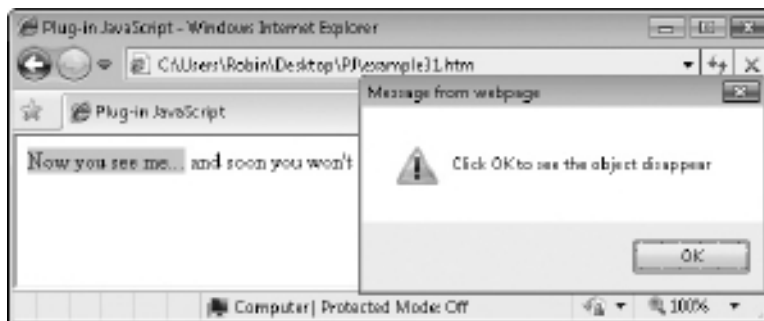 Plug-in JavaScript - Windows Internet Explorer
C:\Users\Robin\Desktop\PJ\example31.htm
Plug-in JavaScript
Message from webpage
Now you see me... and soon you won't
Click OK to see the object disappear
OK
Computer | Protected Mode: Off
100%